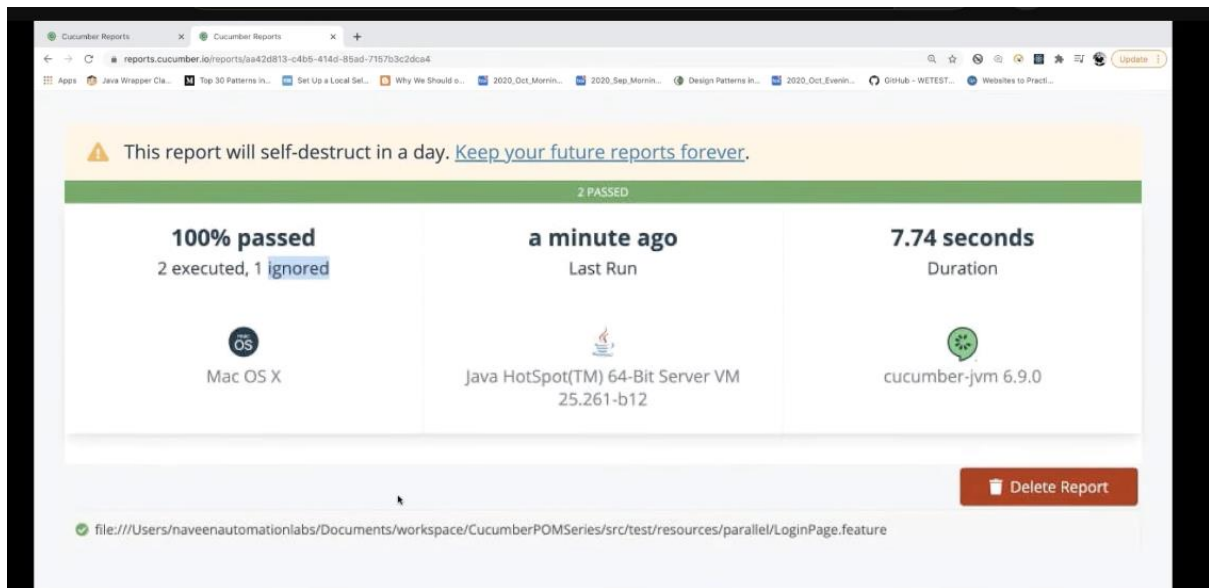 Cucumber Reports
Cucumber Reports
reports.cucumber.io/reports/aa42d813-c4b5-414d-85ad-7157b3c2dca4
Update
Apps Java Wrapper Cla... Top 30 Patterns in... Set Up a Local Sel... Why We Should o... 2020_Oct_Mornin... 2020_Sep_Mornin... Design Patterns in... 2020_Oct_Evenin... GitHub - WETEST... Websites to Practi...
This report will self-destruct in a day. Keep your future reports forever.
2 PASSED
100% passed
2 executed, 1 ignored
a minute ago
Last Run
7.74 seconds
Duration
macOS
Mac OS X
Java HotSpot(TM) 64-Bit Server VM
25.261-b12
cucumber-jvm 6.9.0
Delete Report
file:///Users/naveenautomationlabs/Documents/workspace/CucumberPOMSeries/src/test/resources/parallel/LoginPage.feature